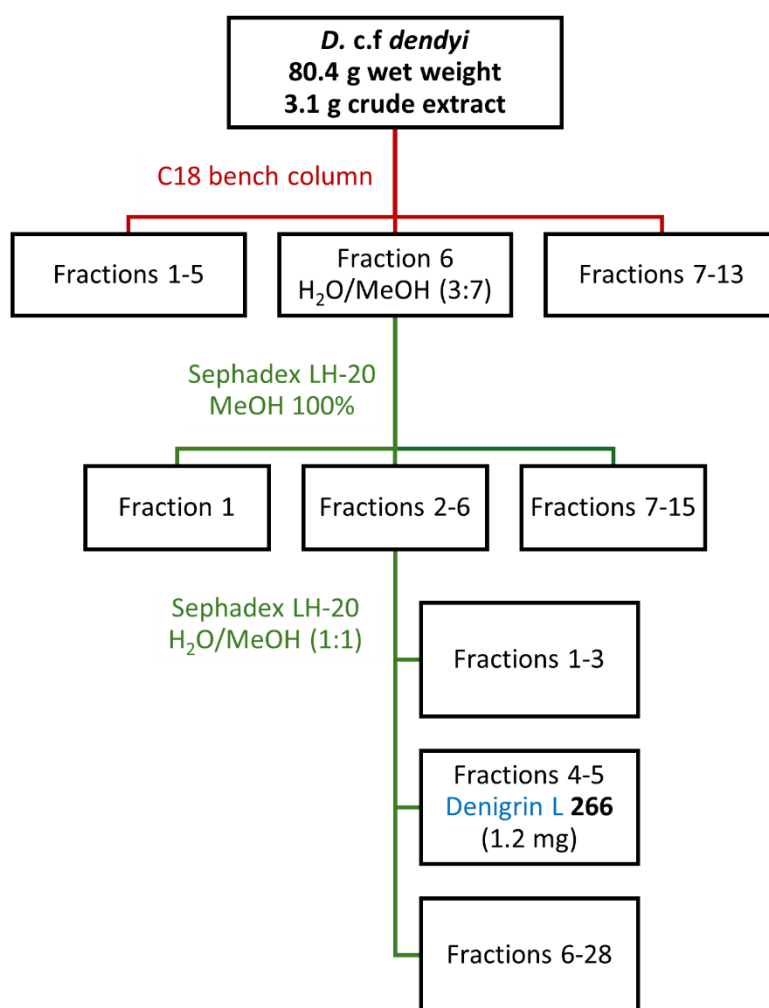 D. c.f dendyi
80.4 g wet weight
3.1 g crude extract
C18 bench column
Fractions 1-5
Fraction 6
H₂O/MeOH (3:7)
Fractions 7-13
Sephadex LH-20
MeOH 100%
Fraction 1
Fractions 2-6
Fractions 7-15
Sephadex LH-20
H₂O/MeOH (1:1)
Fractions 1-3
Fractions 4-5
Denigrin L 266
(1.2 mg)
Fractions 6-28